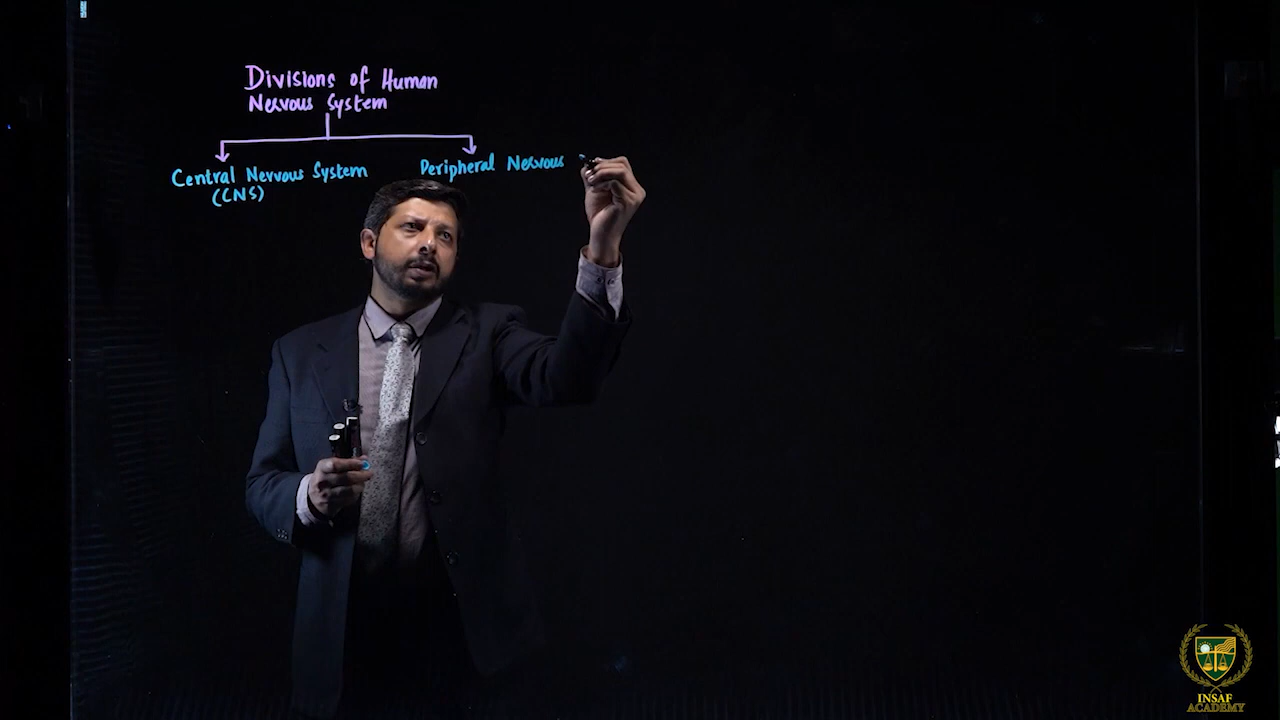 Divisions of Human
Nervous System
Central Nervous System
(CNS)
Peripheral Nervous
INSAF
ACADEMY